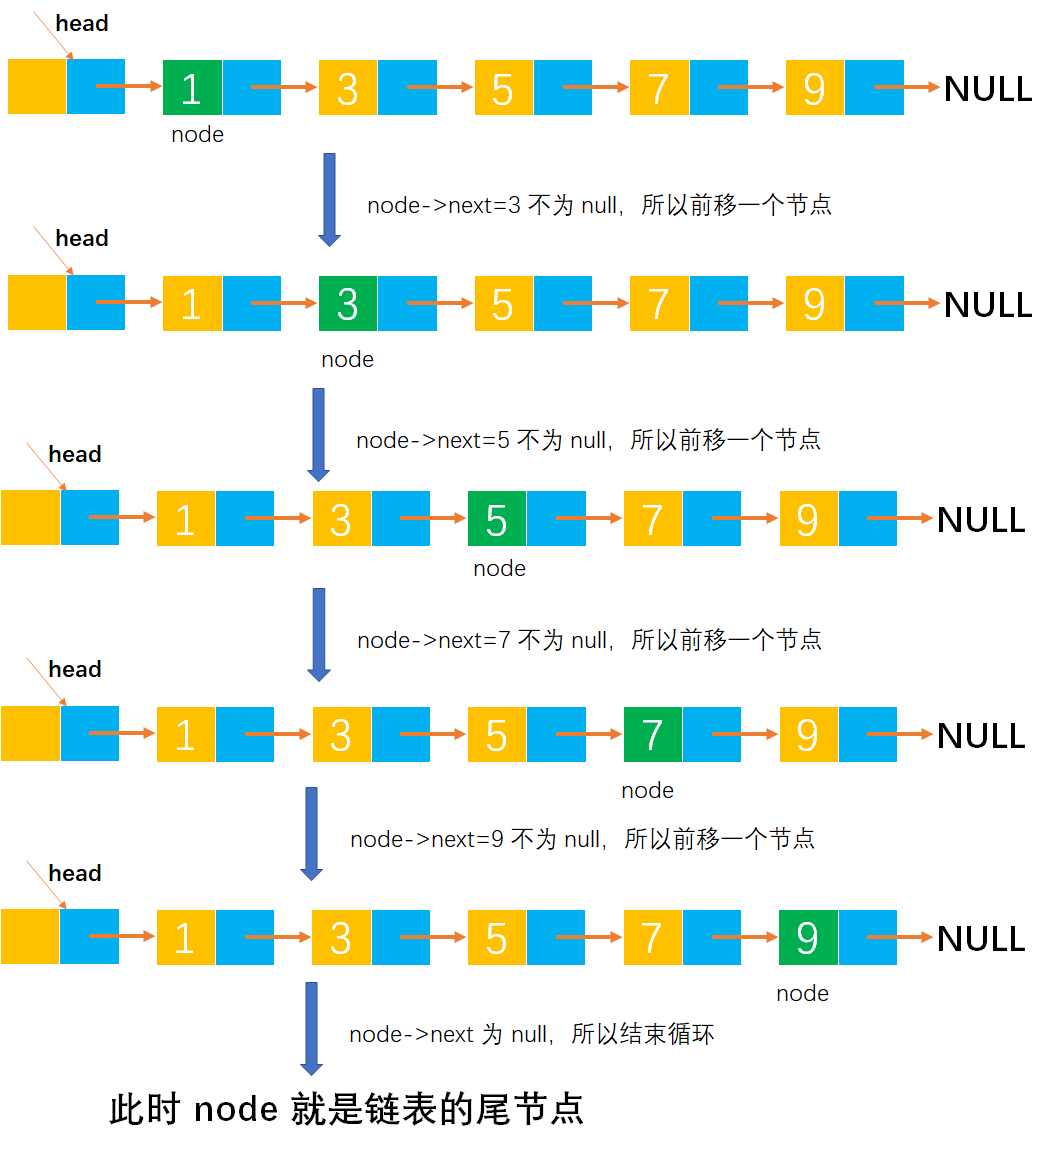 head
1 3 5 7 9 NULL
node
node->next=3 不为 null，所以前移一个节点
head
1 3 5 7 9 NULL
node
node->next=5 不为 null，所以前移一个节点
head
1 3 5 7 9 NULL
node
node->next=7 不为 null，所以前移一个节点
head
1 3 5 7 9 NULL
node
node->next=9 不为 null，所以前移一个节点
head
1 3 5 7 9 NULL
node
node->next 为 null，所以结束循环
此时 node 就是链表的尾节点